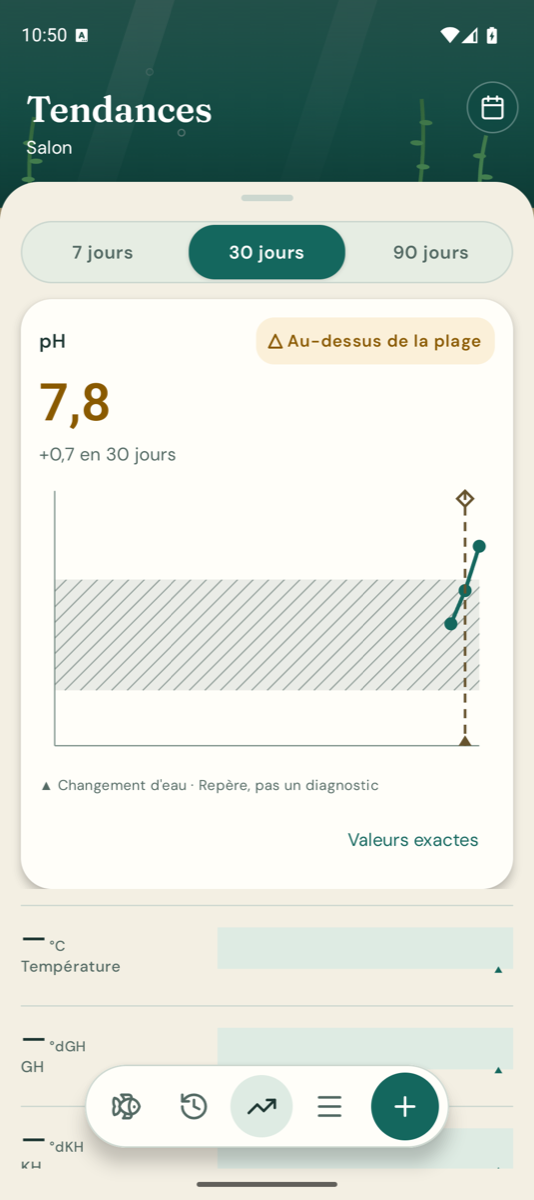 10:50
Tendances
Salon
7 jours
30 jours
90 jours
pH
Au-dessus de la plage
7,8
+0,7 en 30 jours
▲ Changement d'eau · Repère, pas un diagnostic
Valeurs exactes
— °C
Température
— °dGH
GH
— °dKH
KH